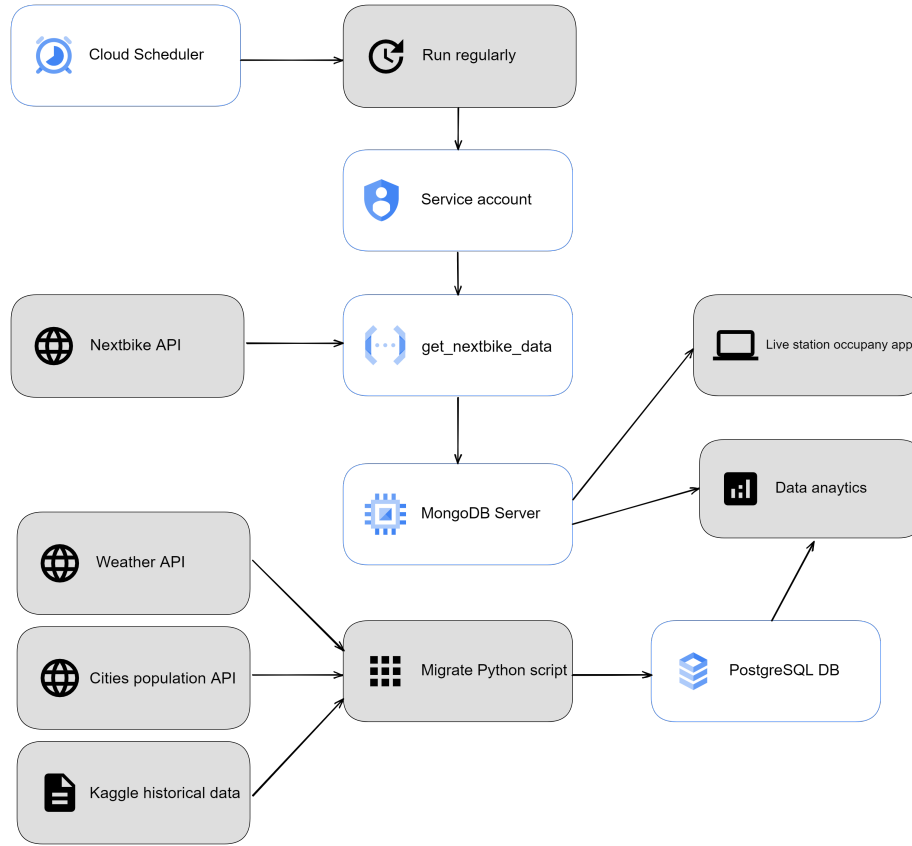 Cloud Scheduler
Run regularly
Service account
Nextbike API
get_nextbike_data
Live station occupany app
MongoDB Server
Data anaytics
Weather API
Cities population API
Migrate Python script
PostgreSQL DB
Kaggle historical data